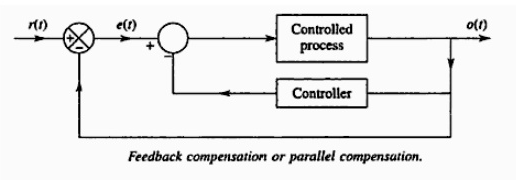 r(t) e(t) Controlled process o(t)
+ − + −
Controller
Feedback compensation or parallel compensation.